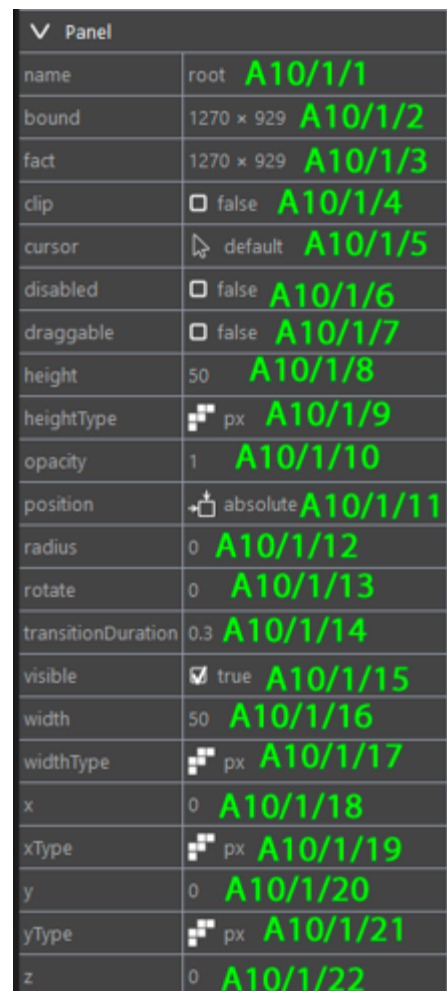 Panel
name root A10/1/1
bound 1270 × 929 A10/1/2
fact 1270 × 929 A10/1/3
clip false A10/1/4
cursor default A10/1/5
disabled false A10/1/6
draggable false A10/1/7
height 50 A10/1/8
heightType px A10/1/9
opacity 1 A10/1/10
position absolute A10/1/11
radius 0 A10/1/12
rotate 0 A10/1/13
transitionDuration 0.3 A10/1/14
visible true A10/1/15
width 50 A10/1/16
widthType px A10/1/17
x 0 A10/1/18
xType px A10/1/19
y 0 A10/1/20
yType px A10/1/21
z 0 A10/1/22